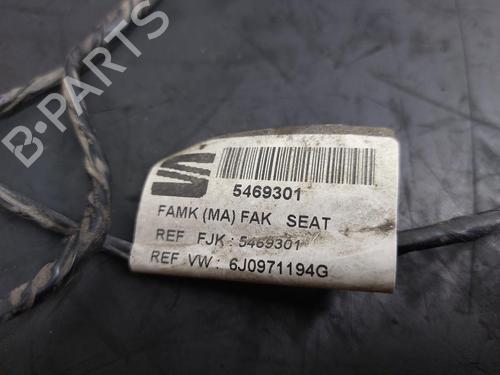 B-PARTS
5469301
FAMK (MA) FAK SEAT
REF FJK : 5469301
REF VW : 6J0971194G